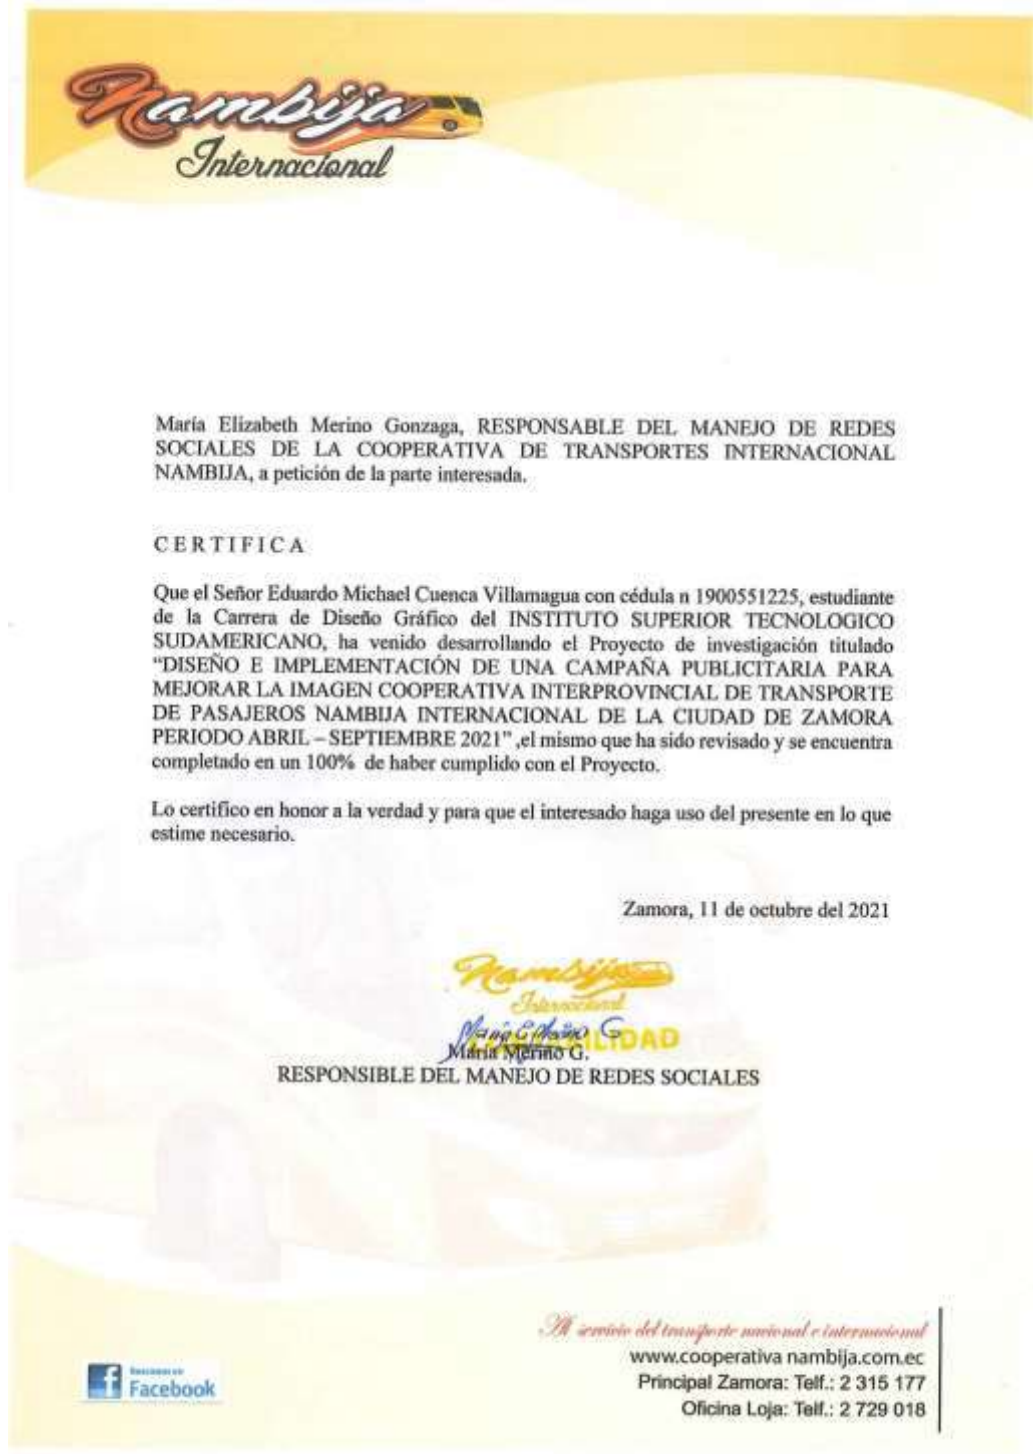 Nambija
Internacional
María Elizabeth Merino Gonzaga, RESPONSABLE DEL MANEJO DE REDES
SOCIALES DE LA COOPERATIVA DE TRANSPORTES INTERNACIONAL
NAMBIJA, a petición de la parte interesada.
CERTIFICA
Que el Señor Eduardo Michael Cuenca Villamagua con cédula n 1900551225, estudiante
de la Carrera de Diseño Gráfico del INSTITUTO SUPERIOR TECNOLOGICO
SUDAMERICANO, ha venido desarrollando el Proyecto de investigación titulado
“DISEÑO E IMPLEMENTACIÓN DE UNA CAMPAÑA PUBLICITARIA PARA
MEJORAR LA IMAGEN COOPERATIVA INTERPROVINCIAL DE TRANSPORTE
DE PASAJEROS NAMBIJA INTERNACIONAL DE LA CIUDAD DE ZAMORA
PERIODO ABRIL – SEPTIEMBRE 2021” ,el mismo que ha sido revisado y se encuentra
completado en un 100% de haber cumplido con el Proyecto.
Lo certifico en honor a la verdad y para que el interesado haga uso del presente en lo que
estime necesario.
Zamora, 11 de octubre del 2021
Nambija
Internacional
María Merino G.
RESPONSIBLE DEL MANEJO DE REDES SOCIALES
Al servicio del transporte nacional e internacional
www.cooperativa nambija.com.ec
Principal Zamora: Telf.: 2 315 177
Oficina Loja: Telf.: 2 729 018
Facebook